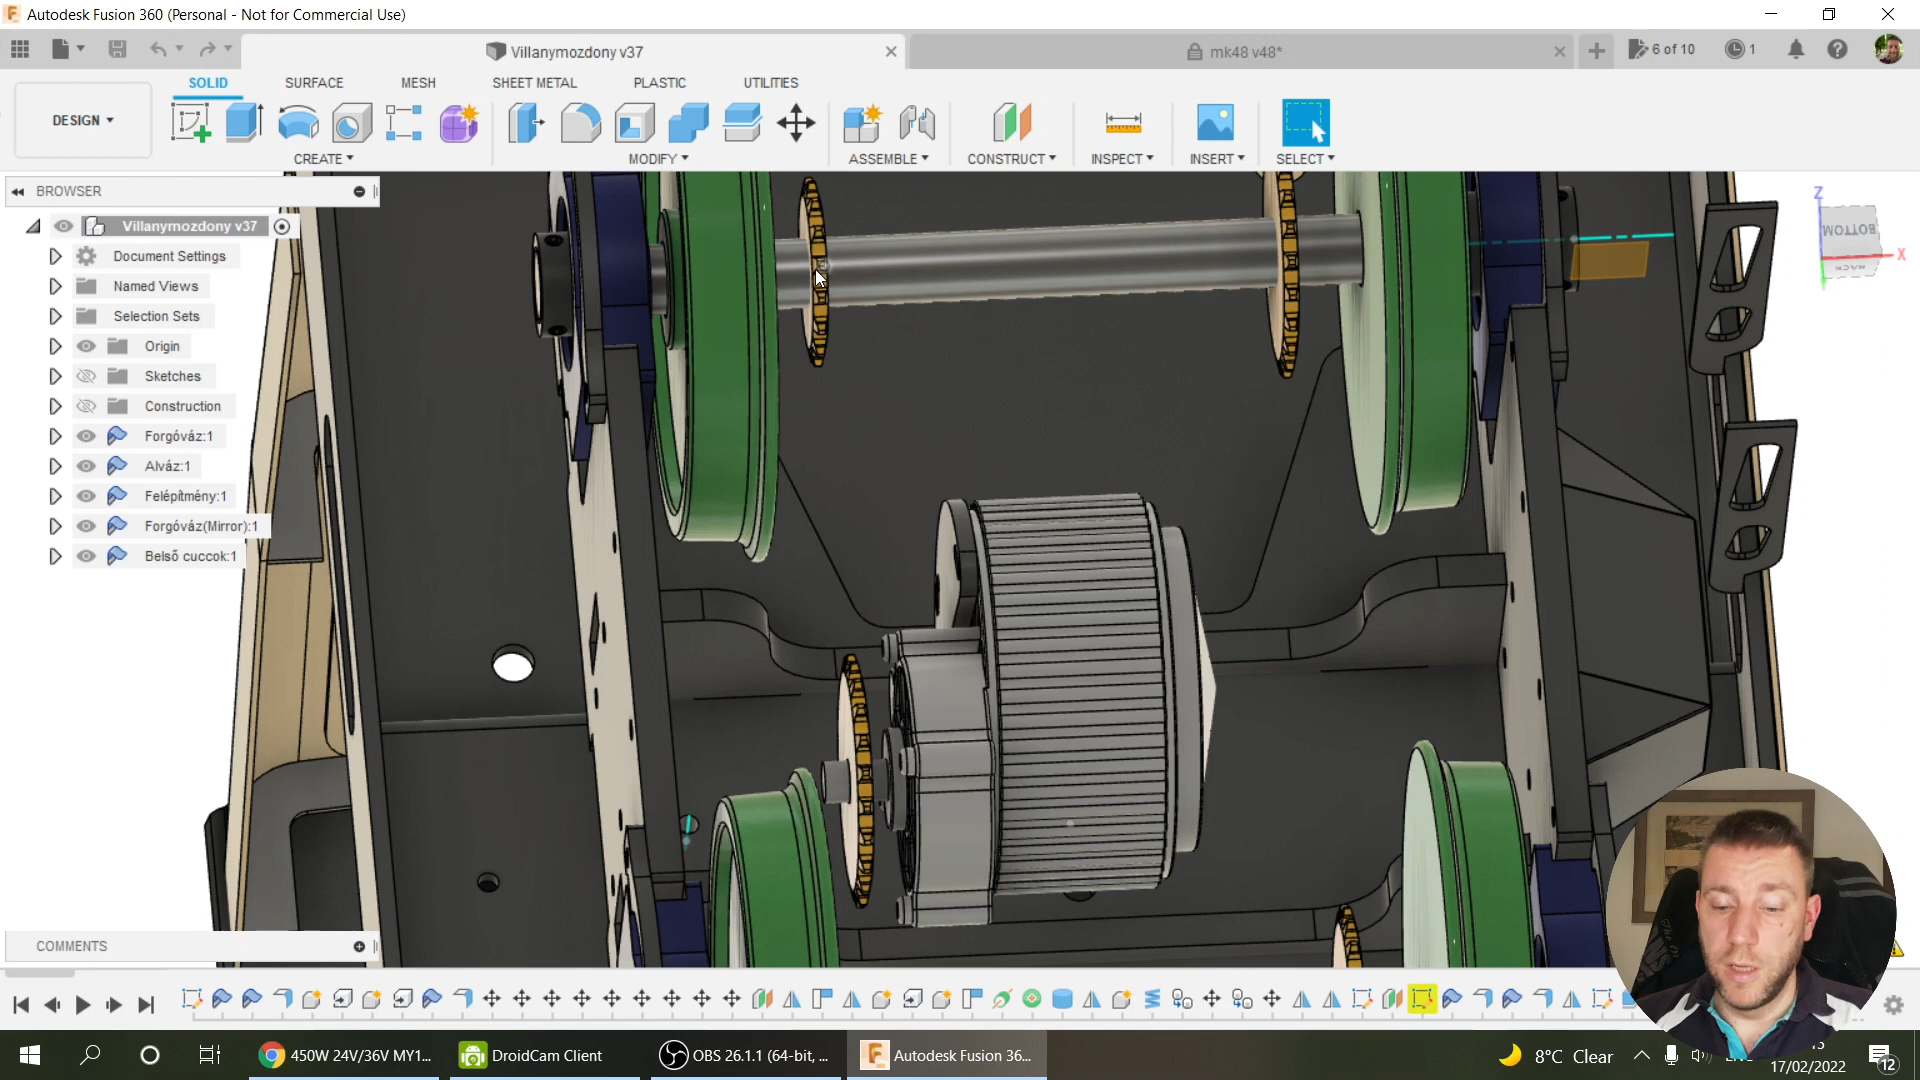 Autodesk Fusion 360 (Personal - Not for Commercial Use)
Villanymozdony v37
mk48 v48*
6 of 10
1
DESIGN
SOLID
SURFACE
MESH
SHEET METAL
PLASTIC
UTILITIES
CREATE
MODIFY
ASSEMBLE
CONSTRUCT
INSPECT
INSERT
SELECT
BROWSER
Villanymozdony v37
Document Settings
Named Views
Selection Sets
Origin
Sketches
Construction
Forgóváz:1
Alváz:1
Felépítmény:1
Forgóváz(Mirror):1
Belső cuccok:1
Z
BOTTOM
BACK
X
COMMENTS
450W 24V/36V MY1...
DroidCam Client
OBS 26.1.1 (64-bit, ...
Autodesk Fusion 36...
8°C Clear
17/02/2022
12